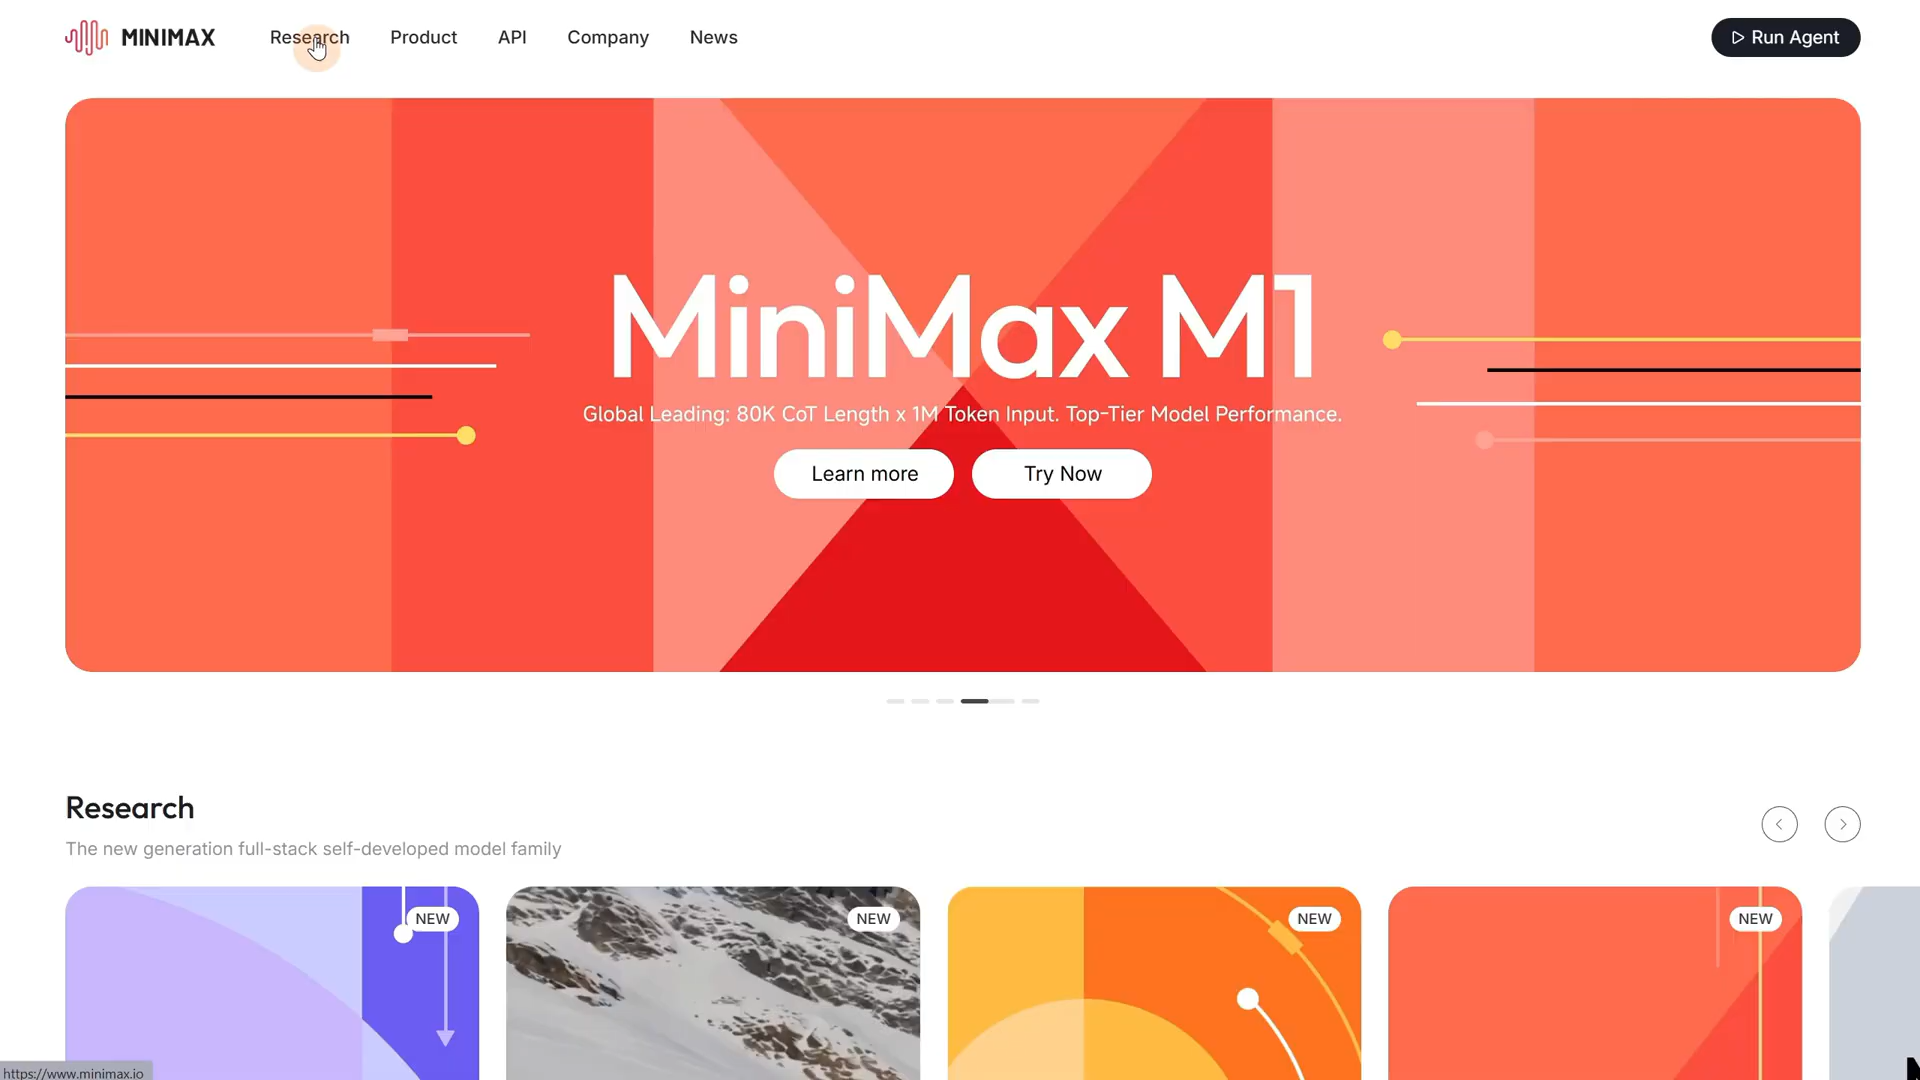 MINIMAX
Research
Product
API
Company
News
Run Agent
MiniMax M1
Global Leading: 80K CoT Length x 1M Token Input. Top-Tier Model Performance.
Learn more
Try Now
Research
The new generation full-stack self-developed model family
NEW
NEW
NEW
NEW
https://www.minimax.io